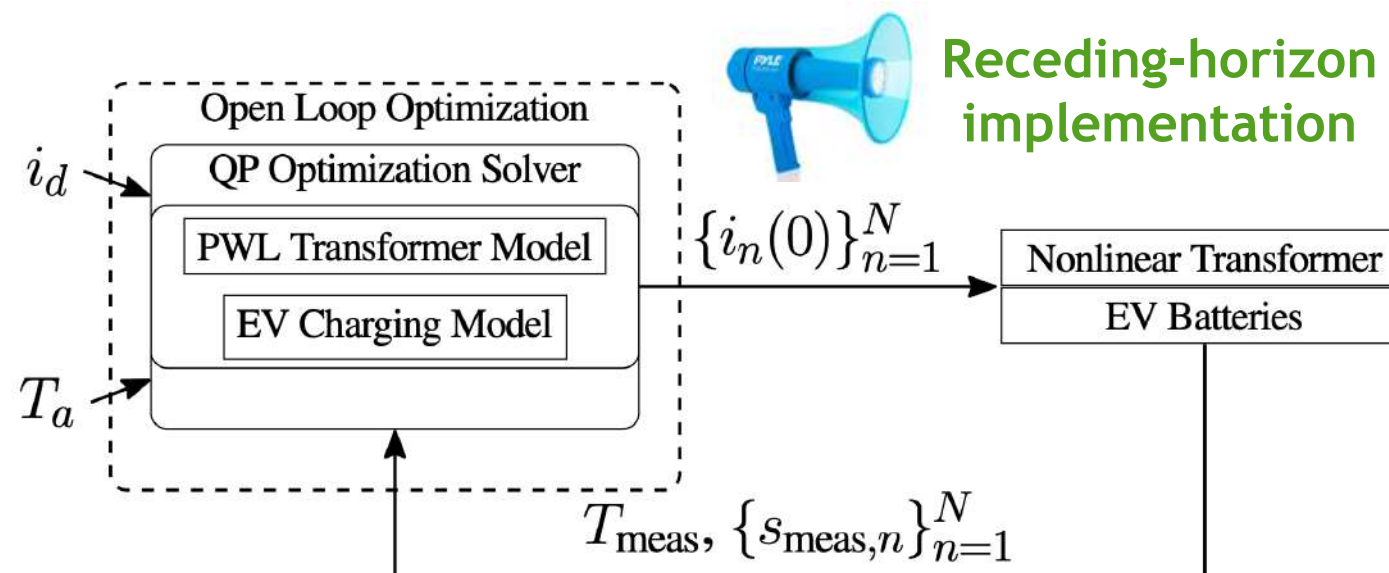 PYLE
Receding-horizon
implementation
Open Loop Optimization
QP Optimization Solver
i_d
PWL Transformer Model
{i_n(0)}_{n=1}^N
Nonlinear Transformer
EV Charging Model
EV Batteries
T_a
T_meas, {s_meas,n}_{n=1}^N